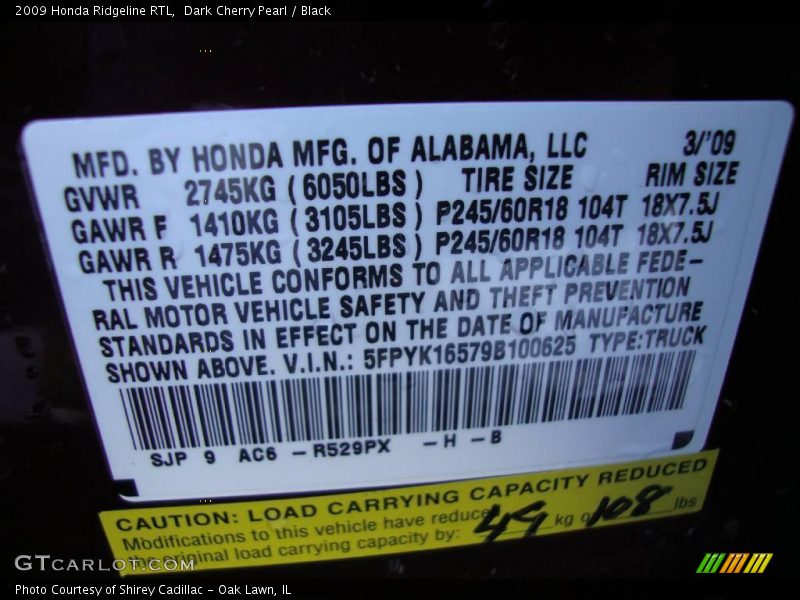 2009 Honda Ridgeline RTL, Dark Cherry Pearl / Black
MFD. BY HONDA MFG. OF ALABAMA, LLC 3/'09
GVWR 2745KG (6050LBS) TIRE SIZE RIM SIZE
GAWR F 1410KG (3105LBS) P245/60R18 104T 18X7.5J
GAWR R 1475KG (3245LBS) P245/60R18 104T 18X7.5J
THIS VEHICLE CONFORMS TO ALL APPLICABLE FEDE-
RAL MOTOR VEHICLE SAFETY AND THEFT PREVENTION
STANDARDS IN EFFECT ON THE DATE OF MANUFACTURE
SHOWN ABOVE. V.I.N.: 5FPYK16579B100625 TYPE:TRUCK
SJP 9 AC6 - R529PX - H - B
CAUTION: LOAD CARRYING CAPACITY REDUCED
Modifications to this vehicle have reduced 49 kg or 108 lbs
the original load carrying capacity by:
GTCARLOT.COM
Photo Courtesy of Shirey Cadillac - Oak Lawn, IL